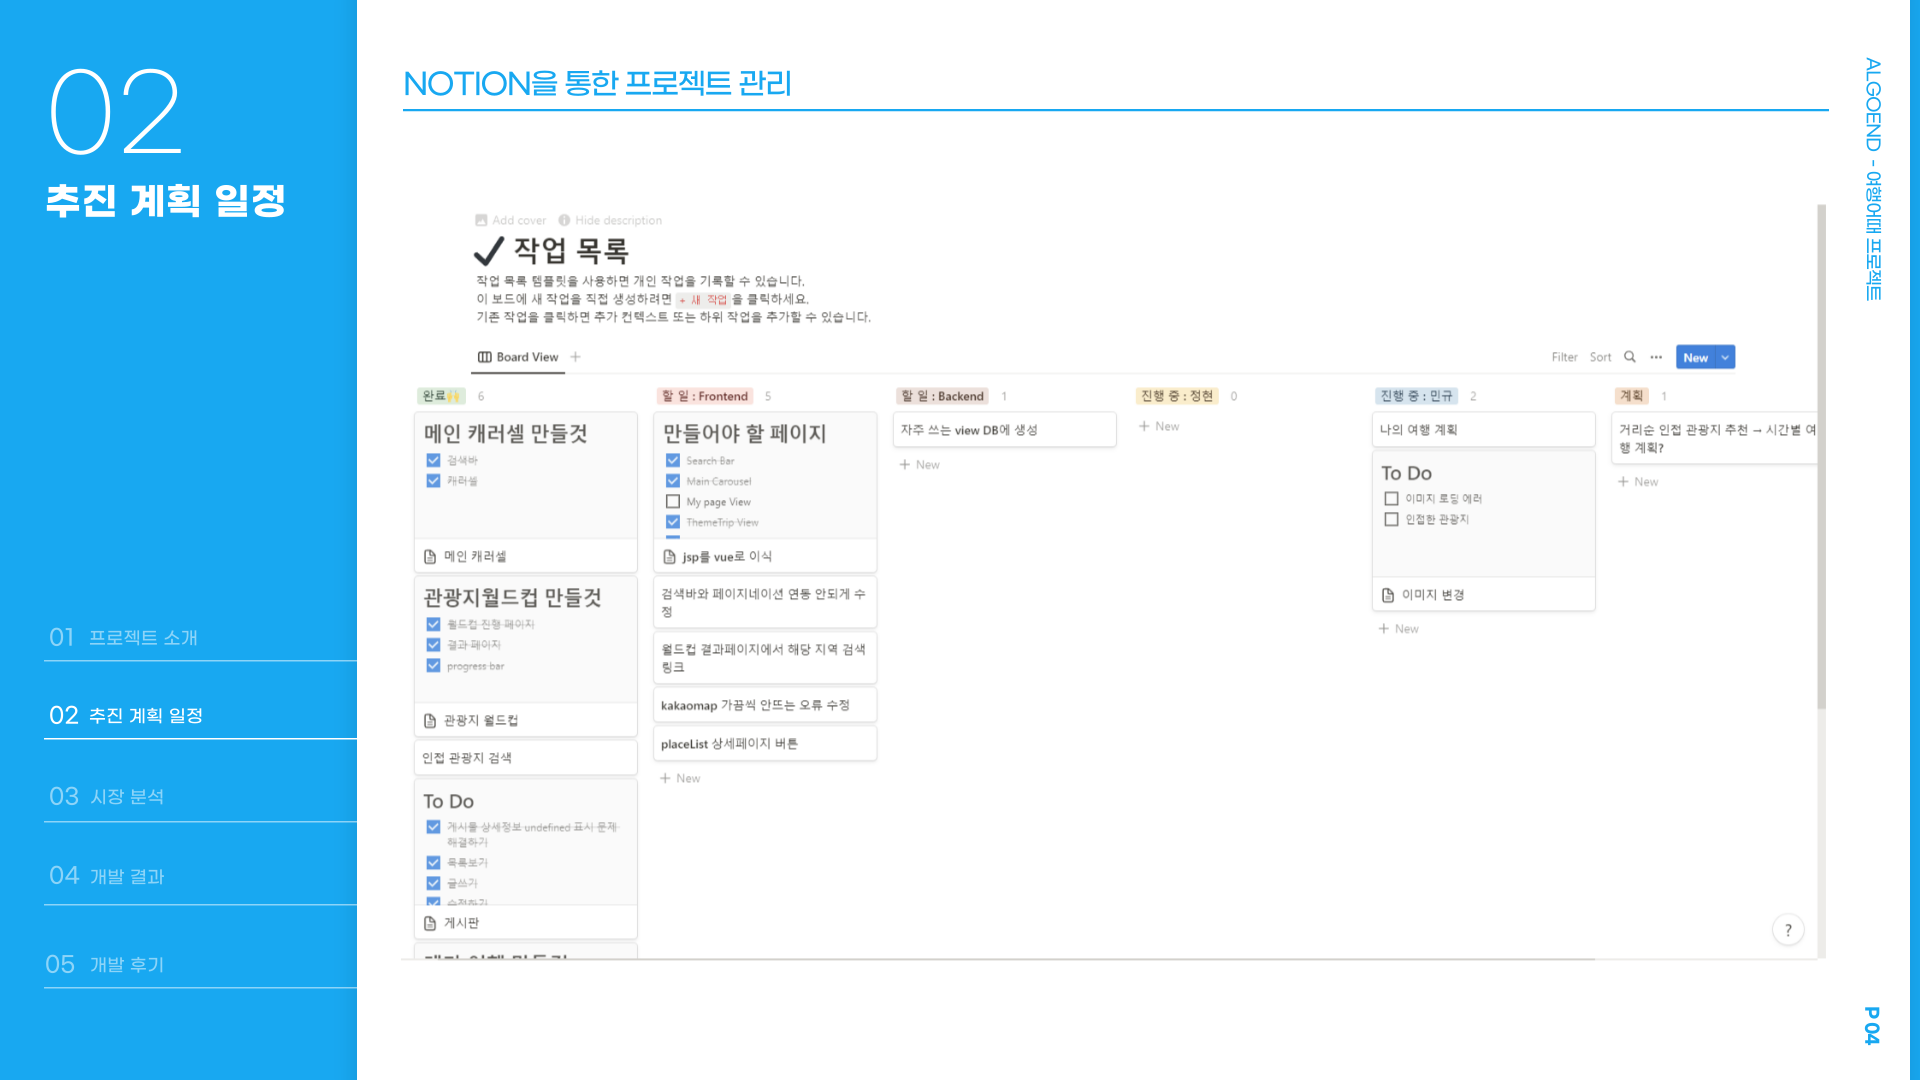 02
추진 계획 일정
01 프로젝트 소개
02 추진 계획 일정
03 시장 분석
04 개발 결과
05 개발 후기
NOTION을 통한 프로젝트 관리
Add cover Hide description
작업 목록
작업 목록 템플릿을 사용하면 개인 작업을 기록할 수 있습니다.
이 보드에 새 작업을 직접 생성하려면 + 새 작업 을 클릭하세요.
기존 작업을 클릭하면 추가 컨텍스트 또는 하위 작업을 추가할 수 있습니다.
Board View +
Filter Sort ••• New
완료🙌 6
메인 캐러셀 만들것
검색바
캐러셀
메인 캐러셀
관광지월드컵 만들것
월드컵 진행 페이지
결과 페이지
progress bar
관광지 월드컵
인접 관광지 검색
To Do
게시물 상세정보 undefined 표시 문제
해결하기
목록보기
글쓰기
수정하기
게시판
할 일 : Frontend 5
만들어야 할 페이지
Search Bar
Main Carousel
My page View
ThemeTrip View
jsp를 vue로 이식
검색바와 페이지네이션 연동 안되게 수
정
월드컵 결과페이지에서 해당 지역 검색
링크
kakaomap 가끔씩 안뜨는 오류 수정
placeList 상세페이지 버튼
+ New
할 일 : Backend 1
자주 쓰는 view DB에 생성
+ New
진행 중 : 정현 0
+ New
진행 중 : 민규 2
나의 여행 계획
To Do
이미지 로딩 에러
인접한 관광지
이미지 변경
+ New
계획 1
거리순 인접 관광지 추천 → 시간별 여
행 계획?
+ New
?
ALGOEND - 여행어때 프로젝트
P 04